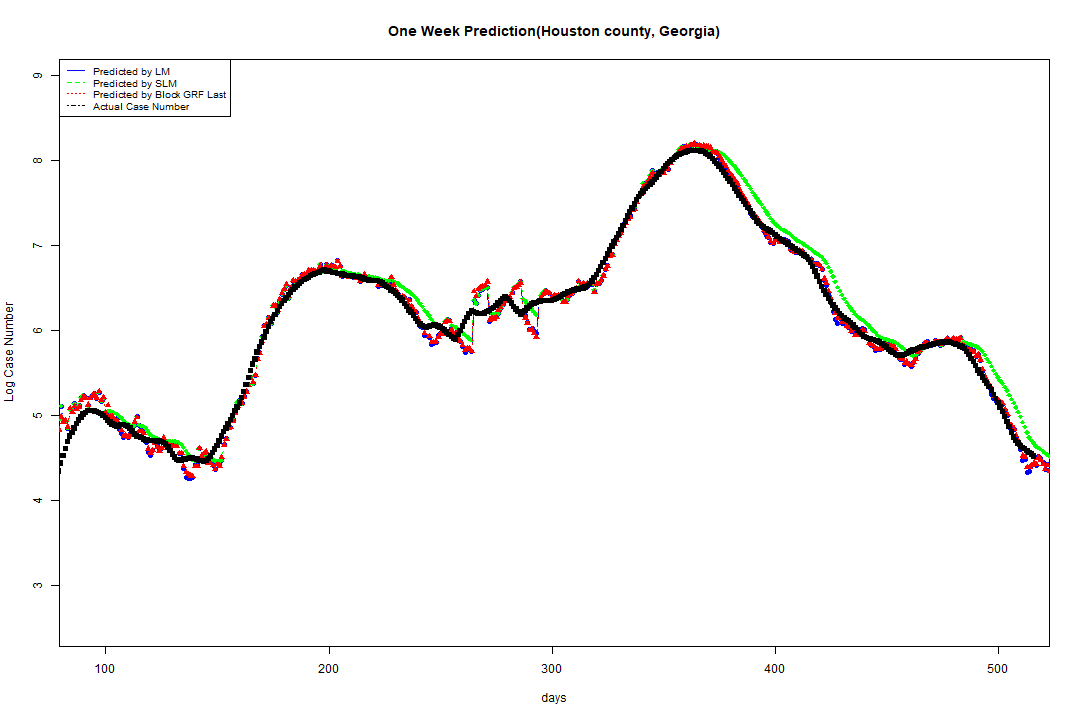 One Week Prediction(Houston county, Georgia)
Predicted by LM
Predicted by SLM
Predicted by Block GRF Last
Actual Case Number
9
8
7
6
5
4
3
Log Case Number
100 200 300 400 500
days